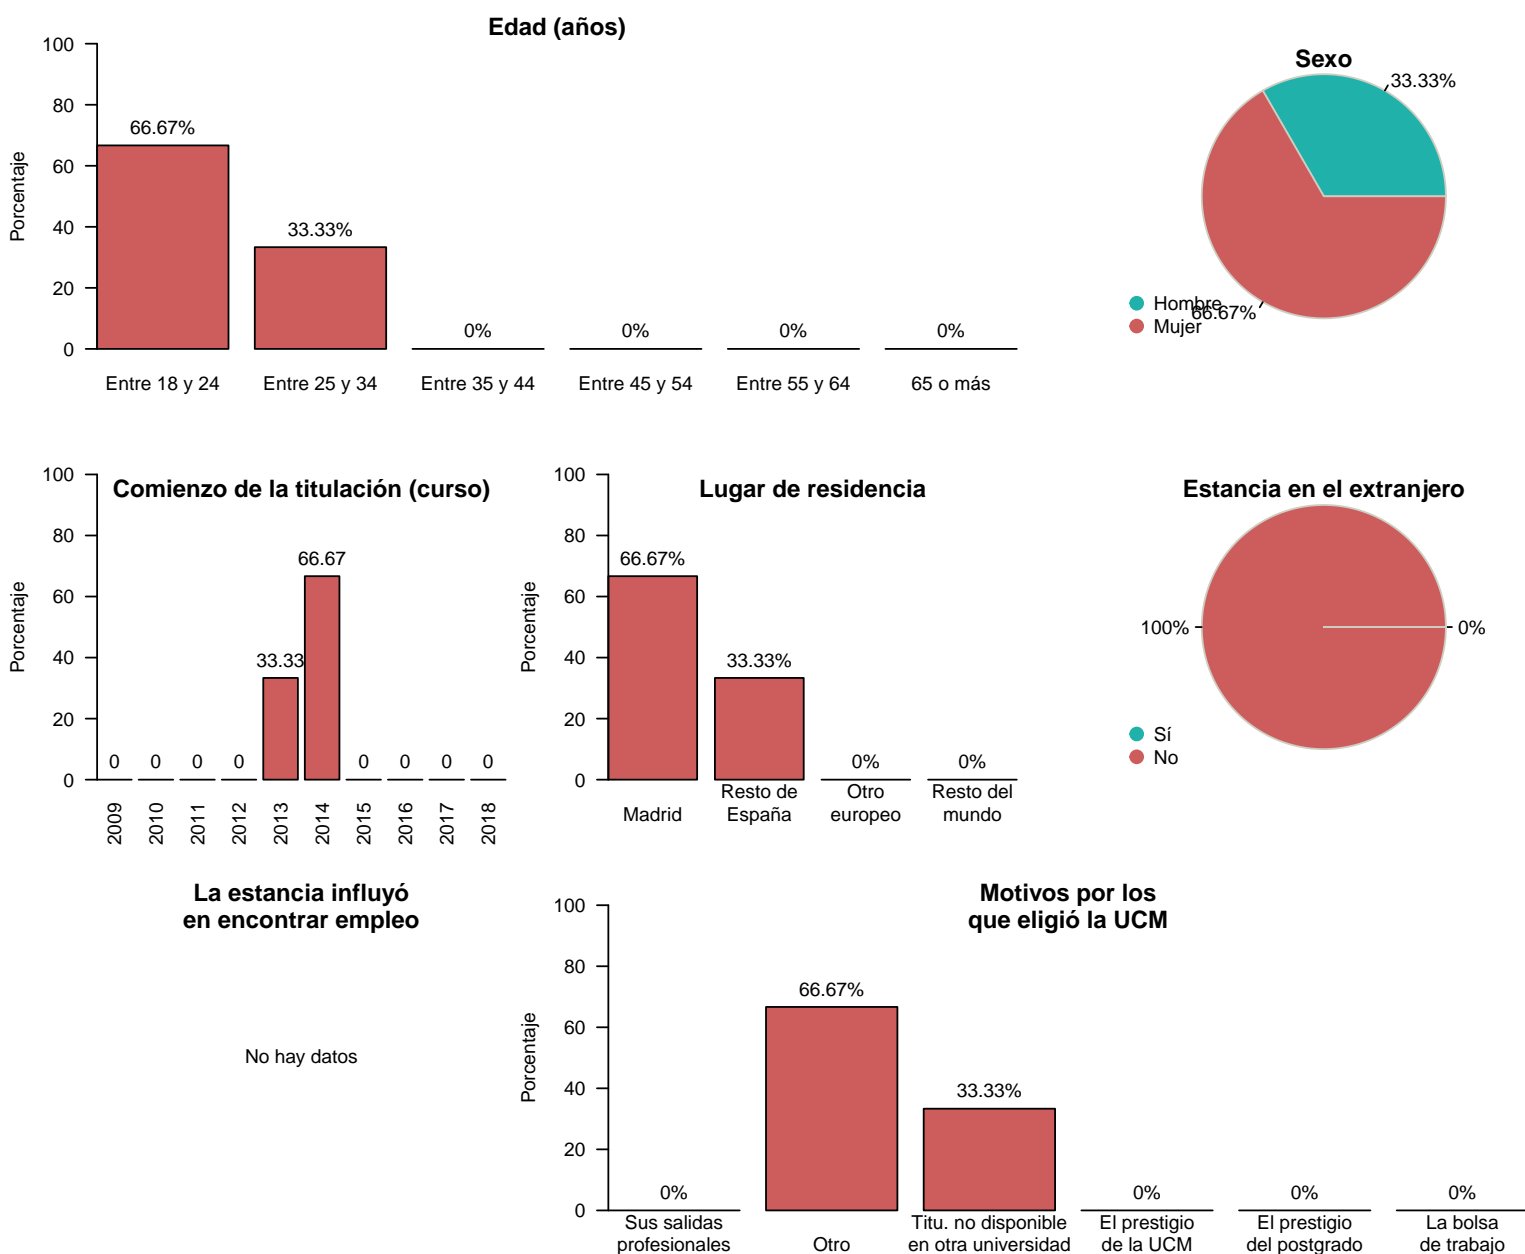 Edad (años)
Porcentaje
100
80
60
40
20
0
66.67%
33.33%
0%
0%
0%
0%
Entre 18 y 24
Entre 25 y 34
Entre 35 y 44
Entre 45 y 54
Entre 55 y 64
65 o más
Sexo
33.33%
66.67%
Hombre
Mujer
Comienzo de la titulación (curso)
Porcentaje
100
80
60
40
20
0
0
0
0
0
33.33
66.67
0
0
0
0
2009
2010
2011
2012
2013
2014
2015
2016
2017
2018
Lugar de residencia
Porcentaje
100
80
60
40
20
0
66.67%
33.33%
0%
0%
Madrid
Resto de
España
Otro
europeo
Resto del
mundo
Estancia en el extranjero
100%
0%
Sí
No
La estancia influyó
en encontrar empleo
No hay datos
Motivos por los
que eligió la UCM
Porcentaje
100
80
60
40
20
0
0%
66.67%
33.33%
0%
0%
0%
Sus salidas
profesionales
Otro
Titu. no disponible
en otra universidad
El prestigio
de la UCM
El prestigio
del postgrado
La bolsa
de trabajo